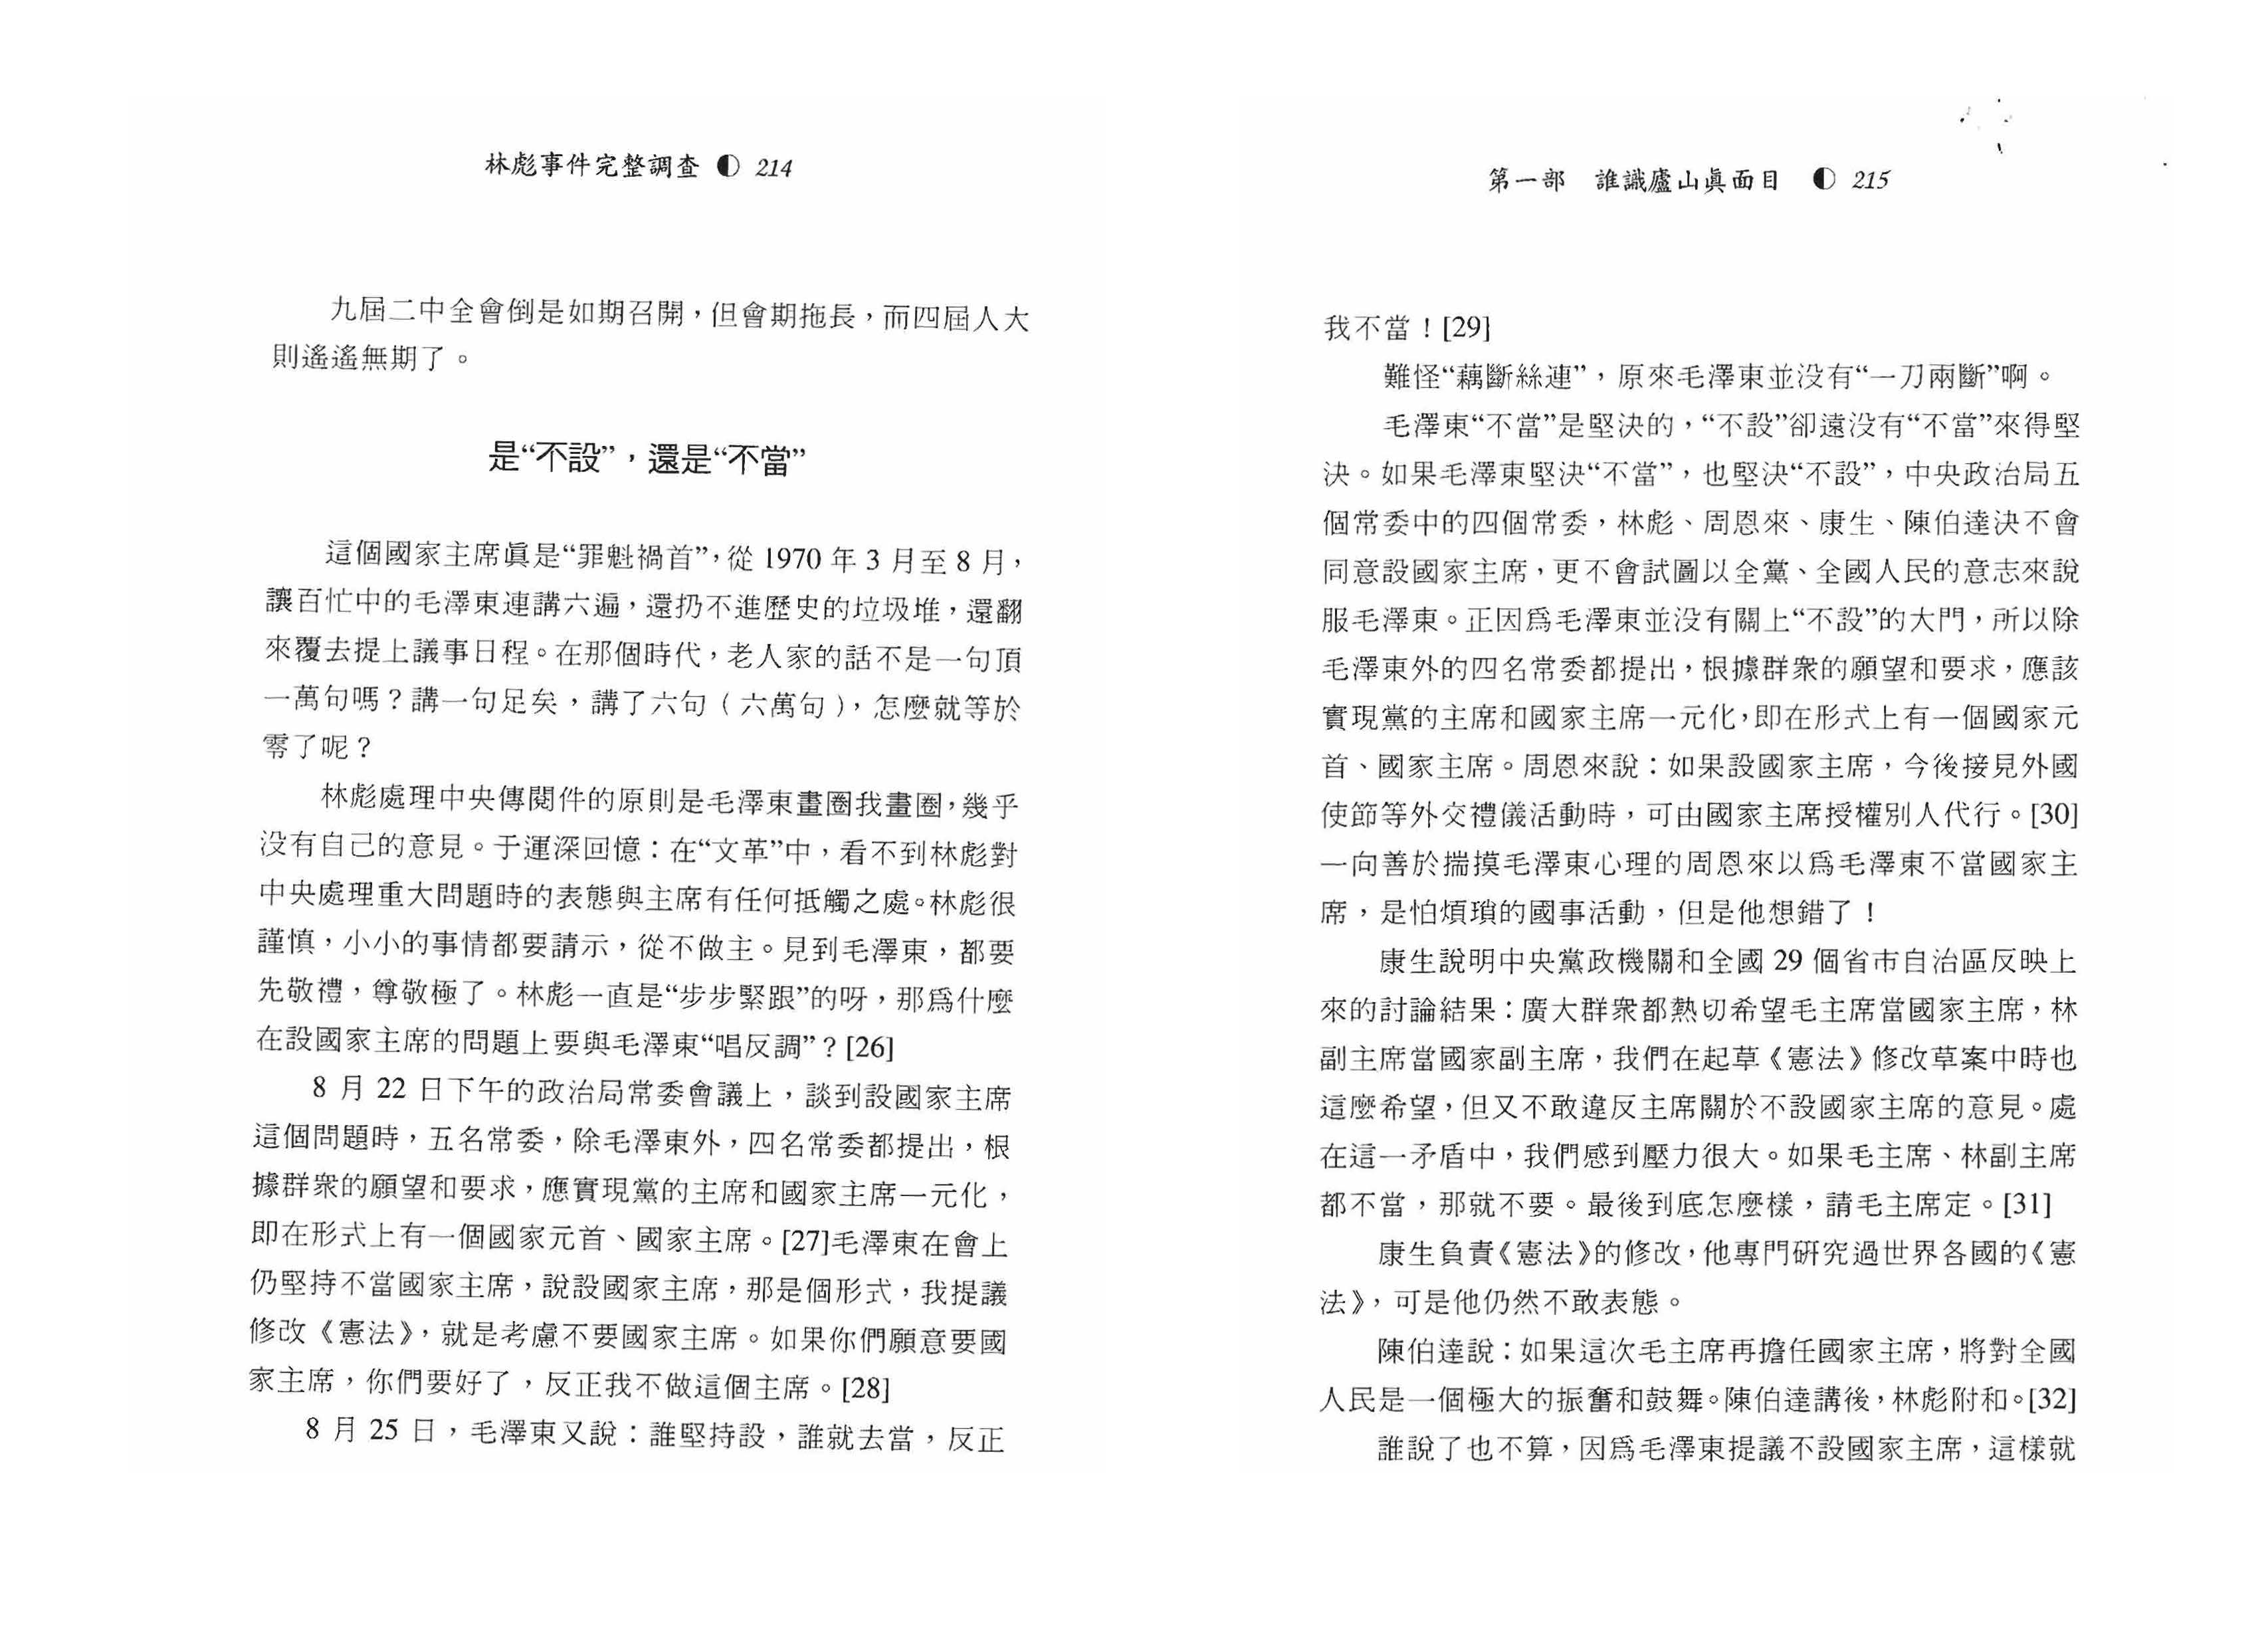 林彪事件完整調查 ◐ 214
九屆二中全會倒是如期召開，但會期拖長，而四屆人大
則遙遙無期了。
是“不設”，還是“不當”
這個國家主席眞是“罪魁禍首”，從 1970 年 3 月至 8 月，
讓百忙中的毛澤東連講六遍，還扔不進歷史的垃圾堆，還翻
來覆去提上議事日程。在那個時代，老人家的話不是一句頂
一萬句嗎？講一句足矣，講了六句（六萬句），怎麼就等於
零了呢？
林彪處理中央傳閱件的原則是毛澤東畫圈我畫圈，幾乎
没有自己的意見。于運深回憶：在“文革”中，看不到林彪對
中央處理重大問題時的表態與主席有任何抵觸之處。林彪很
謹慎，小小的事情都要請示，從不做主。見到毛澤東，都要
先敬禮，尊敬極了。林彪一直是“步步緊跟”的呀，那爲什麼
在設國家主席的問題上要與毛澤東“唱反調”？[26]
8 月 22 日下午的政治局常委會議上，談到設國家主席
這個問題時，五名常委，除毛澤東外，四名常委都提出，根
據群衆的願望和要求，應實現黨的主席和國家主席一元化，
即在形式上有一個國家元首、國家主席。[27]毛澤東在會上
仍堅持不當國家主席，說設國家主席，那是個形式，我提議
修改《憲法》，就是考慮不要國家主席。如果你們願意要國
家主席，你們要好了，反正我不做這個主席。[28]
8 月 25 日，毛澤東又說：誰堅持設，誰就去當，反正
第一部　誰識廬山眞面目 ◐ 215
我不當！[29]
難怪“藕斷絲連”，原來毛澤東並没有“一刀兩斷”啊。
毛澤東“不當”是堅決的，“不設”卻遠没有“不當”來得堅
決。如果毛澤東堅決“不當”，也堅決“不設”，中央政治局五
個常委中的四個常委，林彪、周恩來、康生、陳伯達決不會
同意設國家主席，更不會試圖以全黨、全國人民的意志來說
服毛澤東。正因爲毛澤東並没有關上“不設”的大門，所以除
毛澤東外的四名常委都提出，根據群衆的願望和要求，應該
實現黨的主席和國家主席一元化，即在形式上有一個國家元
首、國家主席。周恩來說：如果設國家主席，今後接見外國
使節等外交禮儀活動時，可由國家主席授權別人代行。[30]
一向善於揣摸毛澤東心理的周恩來以爲毛澤東不當國家主
席，是怕煩瑣的國事活動，但是他想錯了！
康生說明中央黨政機關和全國 29 個省市自治區反映上
來的討論結果：廣大群衆都熱切希望毛主席當國家主席，林
副主席當國家副主席，我們在起草《憲法》修改草案中時也
這麼希望，但又不敢違反主席關於不設國家主席的意見。處
在這一矛盾中，我們感到壓力很大。如果毛主席、林副主席
都不當，那就不要。最後到底怎麼樣，請毛主席定。[31]
康生負責《憲法》的修改，他專門硏究過世界各國的《憲
法》，可是他仍然不敢表態。
陳伯達說：如果這次毛主席再擔任國家主席，將對全國
人民是一個極大的振奮和鼓舞。陳伯達講後，林彪附和。[32]
誰說了也不算，因爲毛澤東提議不設國家主席，這樣就